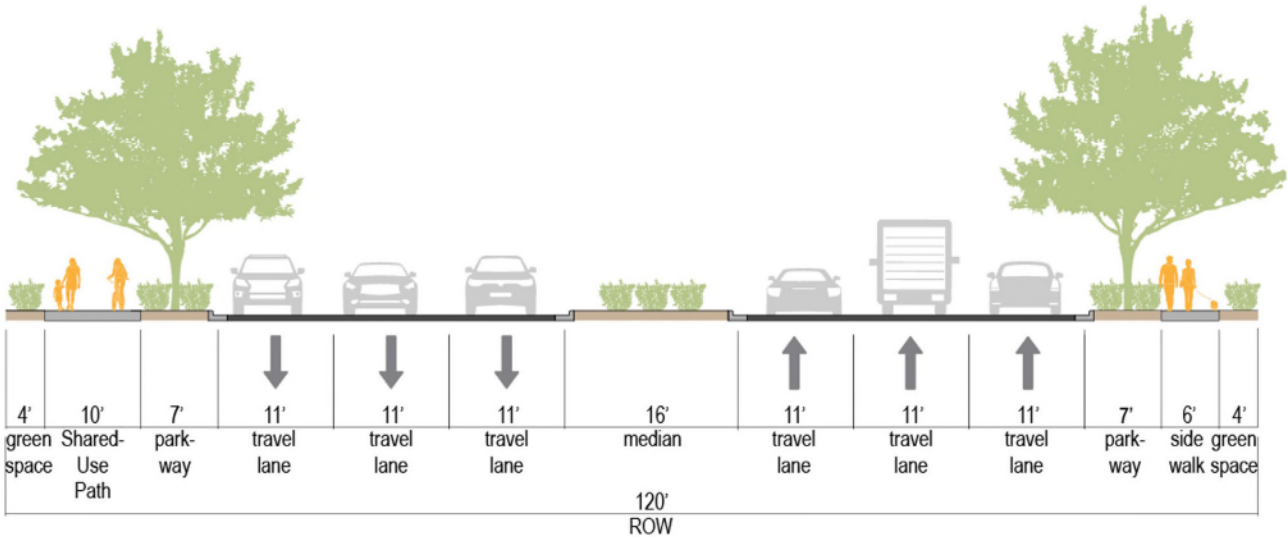 4' 10' 7' 11' 11' 11' 16' 11' 11' 11' 7' 6' 4'
green Shared- park- travel travel travel median travel travel travel park- side green
space Use way lane lane lane lane lane lane way walk space
Path
120'
ROW